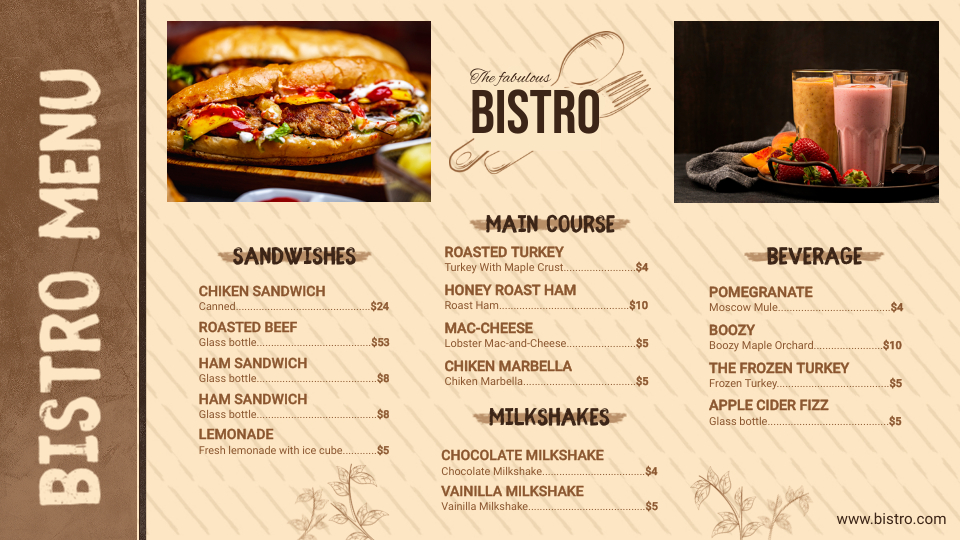 BISTRO MENU
The fabulous
BISTRO
SANDWISHES
CHIKEN SANDWICH
Canned...............................................$24
ROASTED BEEF
Glass bottle........................................$53
HAM SANDWICH
Glass bottle..........................................$8
HAM SANDWICH
Glass bottle..........................................$8
LEMONADE
Fresh lemonade with ice cube...........$5
MAIN COURSE
ROASTED TURKEY
Turkey With Maple Crust.......................$4
HONEY ROAST HAM
Roast Ham..........................................$10
MAC-CHEESE
Lobster Mac-and-Cheese.......................$5
CHIKEN MARBELLA
Chiken Marbella.....................................$5
MILKSHAKES
CHOCOLATE MILKSHAKE
Chocolate Milkshake.................................$4
VAINILLA MILKSHAKE
Vainilla Milkshake......................................$5
BEVERAGE
POMEGRANATE
Moscow Mule.....................................$4
BOOZY
Boozy Maple Orchard.......................$10
THE FROZEN TURKEY
Frozen Turkey.....................................$5
APPLE CIDER FIZZ
Glass bottle........................................$5
www.bistro.com